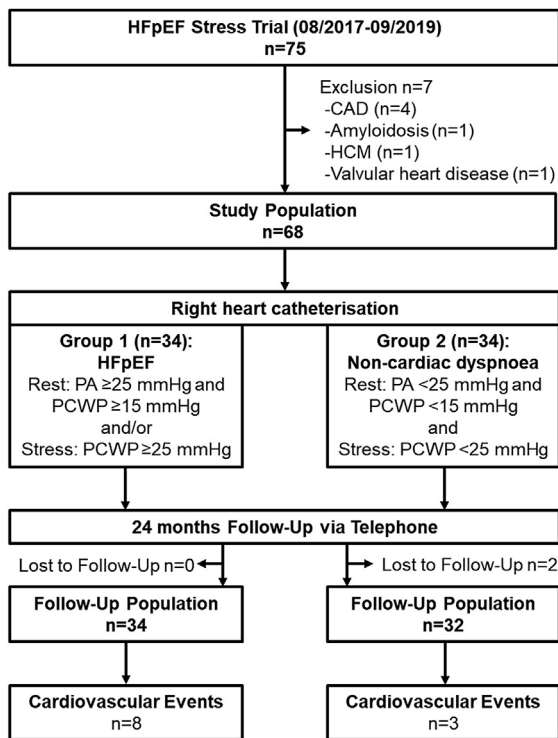 HFpEF Stress Trial (08/2017-09/2019)
n=75
Exclusion n=7
-CAD (n=4)
-Amyloidosis (n=1)
-HCM (n=1)
-Valvular heart disease (n=1)
Study Population
n=68
Right heart catheterisation
Group 1 (n=34):
HFpEF
Rest: PA ≥25 mmHg and
PCWP ≥15 mmHg
and/or
Stress: PCWP ≥25 mmHg
Group 2 (n=34):
Non-cardiac dyspnoea
Rest: PA <25 mmHg and
PCWP <15 mmHg
and
Stress: PCWP <25 mmHg
24 months Follow-Up via Telephone
Lost to Follow-Up n=0
Lost to Follow-Up n=2
Follow-Up Population
n=34
Follow-Up Population
n=32
Cardiovascular Events
n=8
Cardiovascular Events
n=3